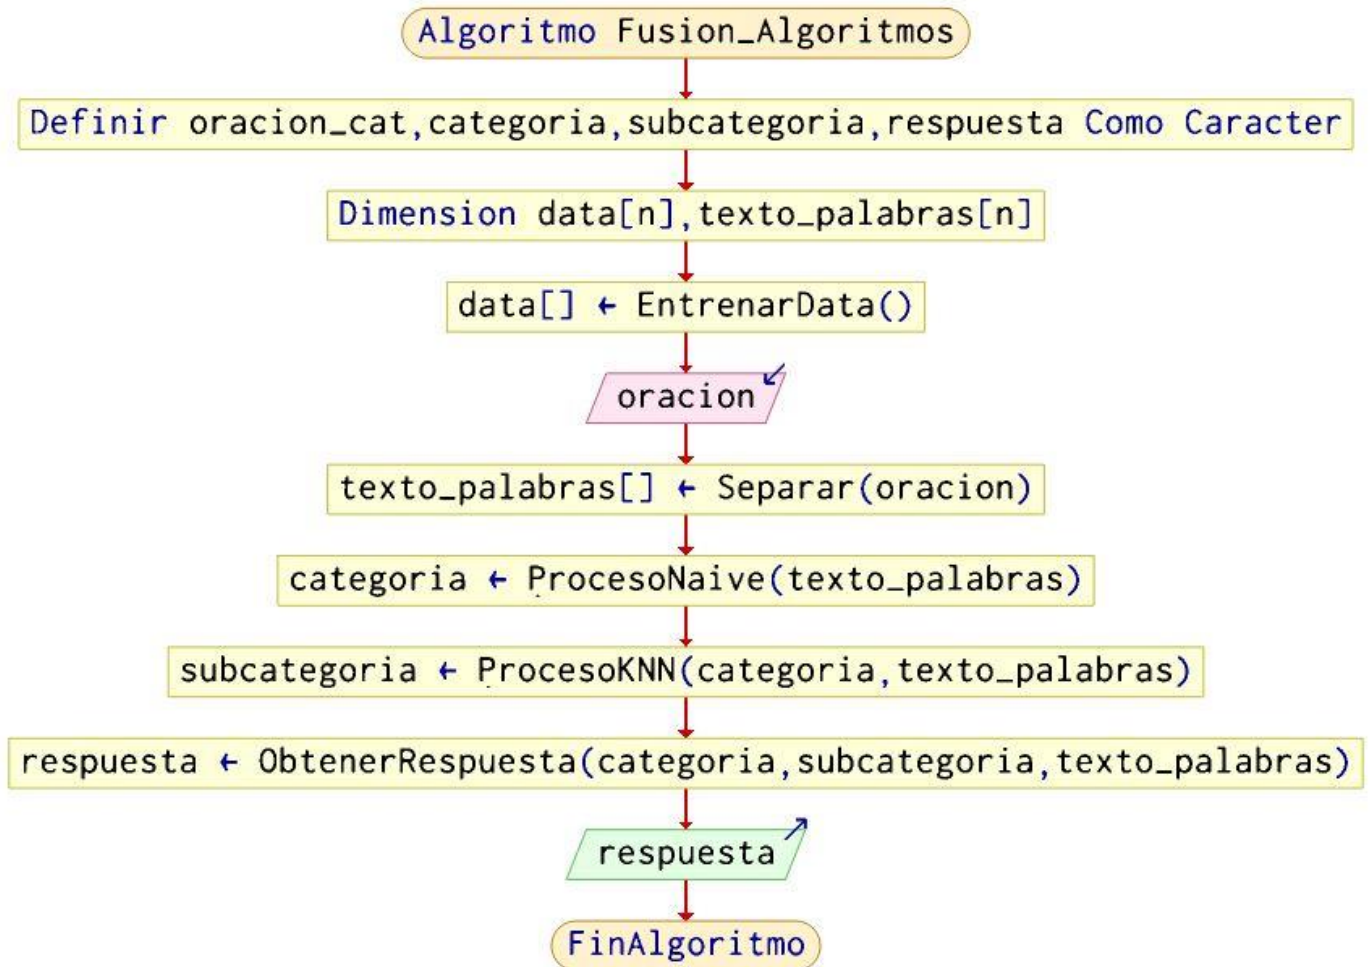 Algoritmo Fusion_Algoritmos
Definir oracion_cat,categoria,subcategoria,respuesta Como Caracter
Dimension data[n],texto_palabras[n]
data[] ← EntrenarData()
oracion
texto_palabras[] ← Separar(oracion)
categoria ← ProcesoNaive(texto_palabras)
subcategoria ← ProcesoKNN(categoria,texto_palabras)
respuesta ← ObtenerRespuesta(categoria,subcategoria,texto_palabras)
respuesta
FinAlgoritmo